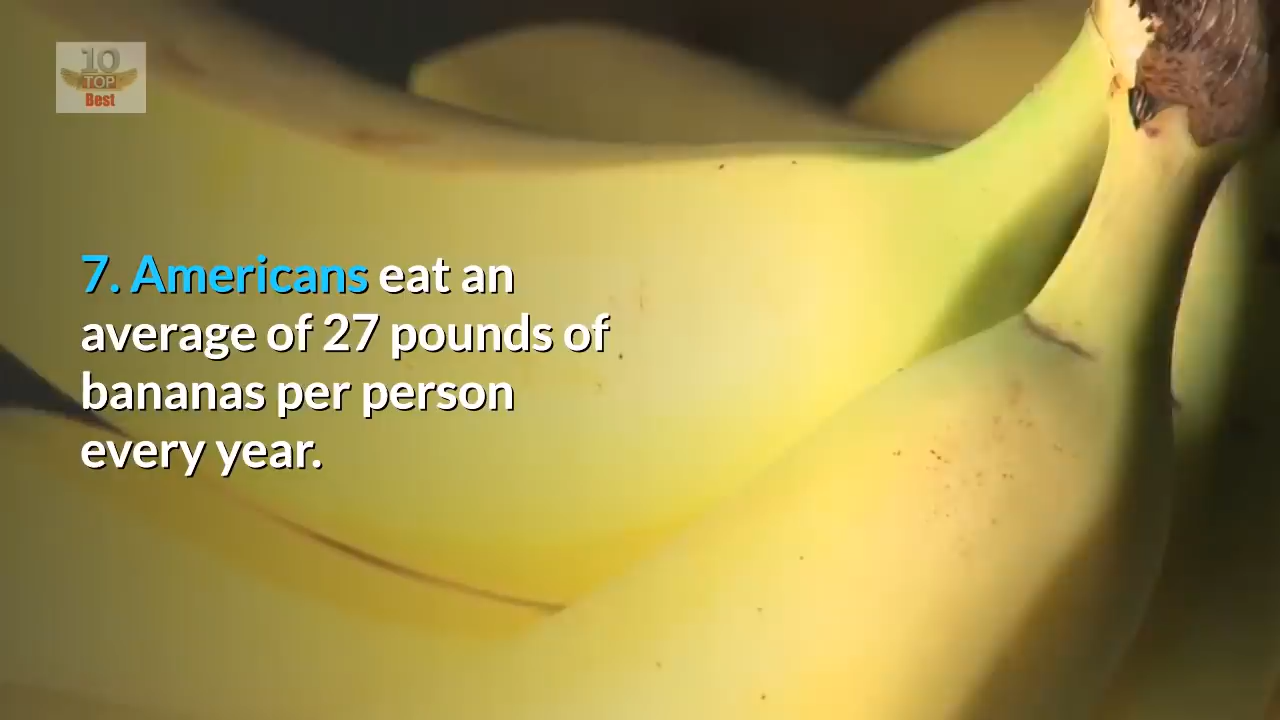 10
TOP
Best
7. Americans eat an
average of 27 pounds of
bananas per person
every year.